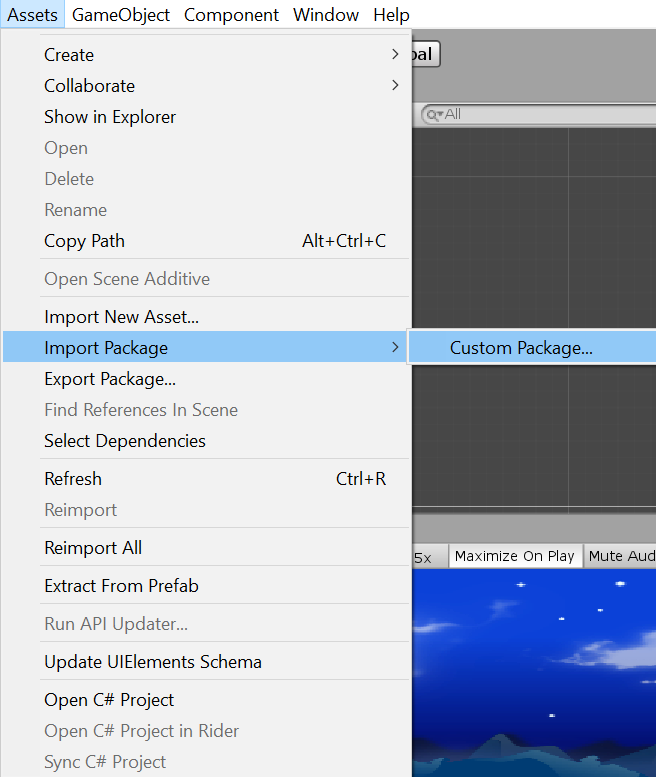 Assets GameObject Component Window Help
Create
Collaborate
Show in Explorer
All
Open
Delete
Rename
Copy Path Alt+Ctrl+C
Open Scene Additive
Import New Asset...
Import Package Custom Package...
Export Package...
Find References In Scene
Select Dependencies
Refresh Ctrl+R
Reimport
Reimport All
5x Maximize On Play Mute Aud
Extract From Prefab
Run API Updater...
Update UIElements Schema
Open C# Project
Open C# Project in Rider
Sync C# Project